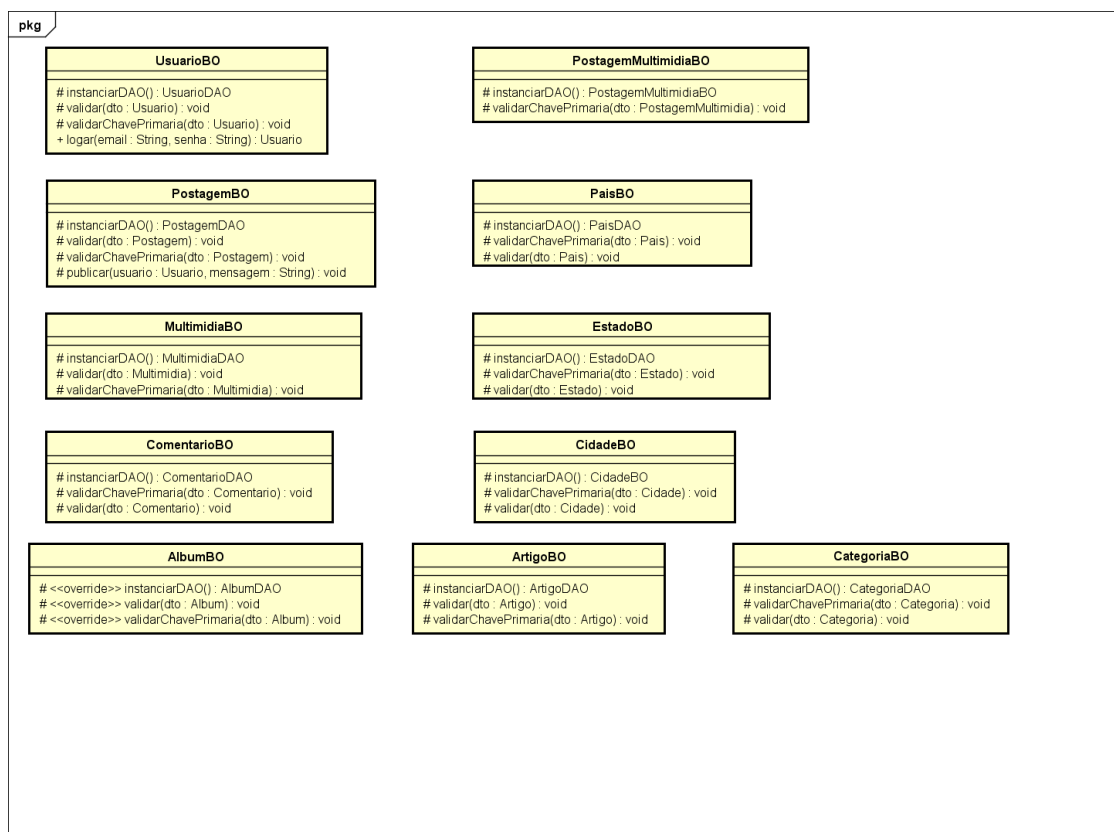 pkg
UsuarioBO
# instanciarDAO() : UsuarioDAO
# validar(dto : Usuario) : void
# validarChavePrimaria(dto : Usuario) : void
+ logar(email : String, senha : String) : Usuario
PostagemMultimidiaBO
# instanciarDAO() : PostagemMultimidiaBO
# validarChavePrimaria(dto : PostagemMultimidia) : void
PostagemBO
# instanciarDAO() : PostagemDAO
# validar(dto : Postagem) : void
# validarChavePrimaria(dto : Postagem) : void
# publicar(usuario : Usuario, mensagem : String) : void
PaisBO
# instanciarDAO() : PaisDAO
# validarChavePrimaria(dto : Pais) : void
# validar(dto : Pais) : void
MultimidiaBO
# instanciarDAO() : MultimidiaDAO
# validar(dto : Multimidia) : void
# validarChavePrimaria(dto : Multimidia) : void
EstadoBO
# instanciarDAO() : EstadoDAO
# validarChavePrimaria(dto : Estado) : void
# validar(dto : Estado) : void
ComentarioBO
# instanciarDAO() : ComentarioDAO
# validarChavePrimaria(dto : Comentario) : void
# validar(dto : Comentario) : void
CidadeBO
# instanciarDAO() : CidadeBO
# validarChavePrimaria(dto : Cidade) : void
# validar(dto : Cidade) : void
AlbumBO
# <<override>> instanciarDAO() : AlbumDAO
# <<override>> validar(dto : Album) : void
# <<override>> validarChavePrimaria(dto : Album) : void
ArtigoBO
# instanciarDAO() : ArtigoDAO
# validar(dto : Artigo) : void
# validarChavePrimaria(dto : Artigo) : void
CategoriaBO
# instanciarDAO() : CategoriaDAO
# validarChavePrimaria(dto : Categoria) : void
# validar(dto : Categoria) : void